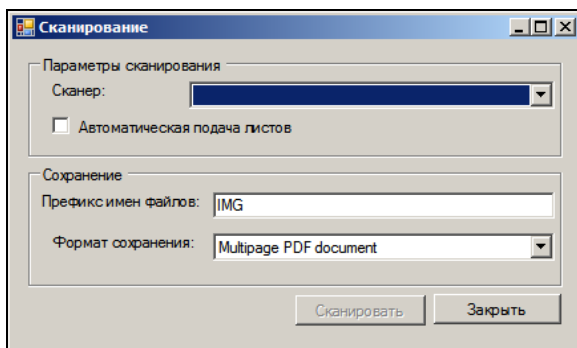 Сканирование
Параметры сканирования
Сканер:
Автоматическая подача листов
Сохранение
Префикс имен файлов: IMG
Формат сохранения: Multipage PDF document
Сканировать Закрыть